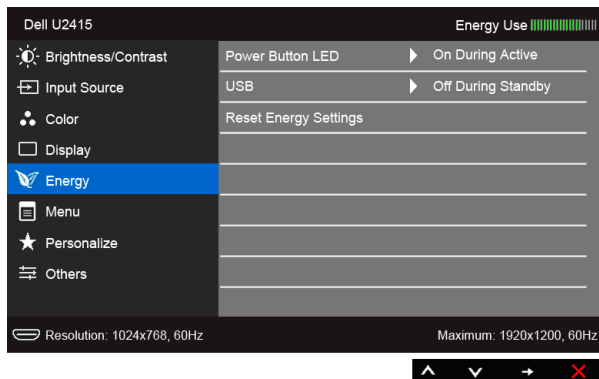 Dell U2415 Energy Use
Brightness/Contrast Power Button LED On During Active
Input Source USB Off During Standby
Color Reset Energy Settings
Display
Energy
Menu
Personalize
Others
Resolution: 1024x768, 60Hz Maximum: 1920x1200, 60Hz